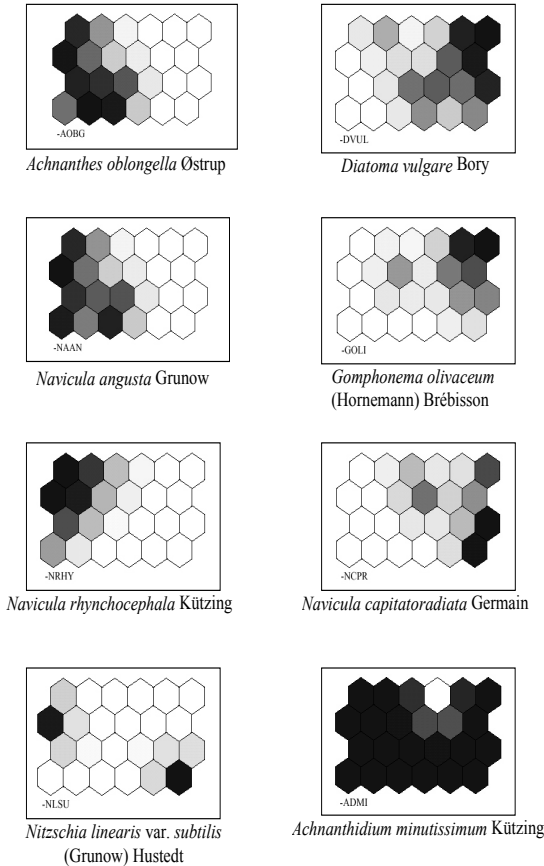 -AOBG
Achnanthes oblongella Østrup
-DVUL
Diatoma vulgare Bory
-NAAN
Navicula angusta Grunow
-GOLI
Gomphonema olivaceum
(Hornemann) Brébisson
-NRHY
Navicula rhynchocephala Kützing
-NCPR
Navicula capitatoradiata Germain
-NLSU
Nitzschia linearis var. subtilis
(Grunow) Hustedt
-ADMI
Achnanthidium minutissimum Kützing